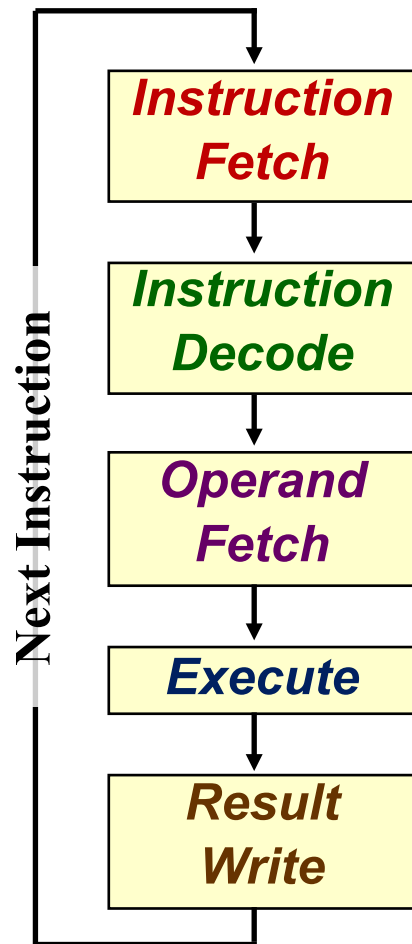 Instruction
Fetch
Instruction
Decode
Operand
Fetch
Execute
Result
Write
Next Instruction